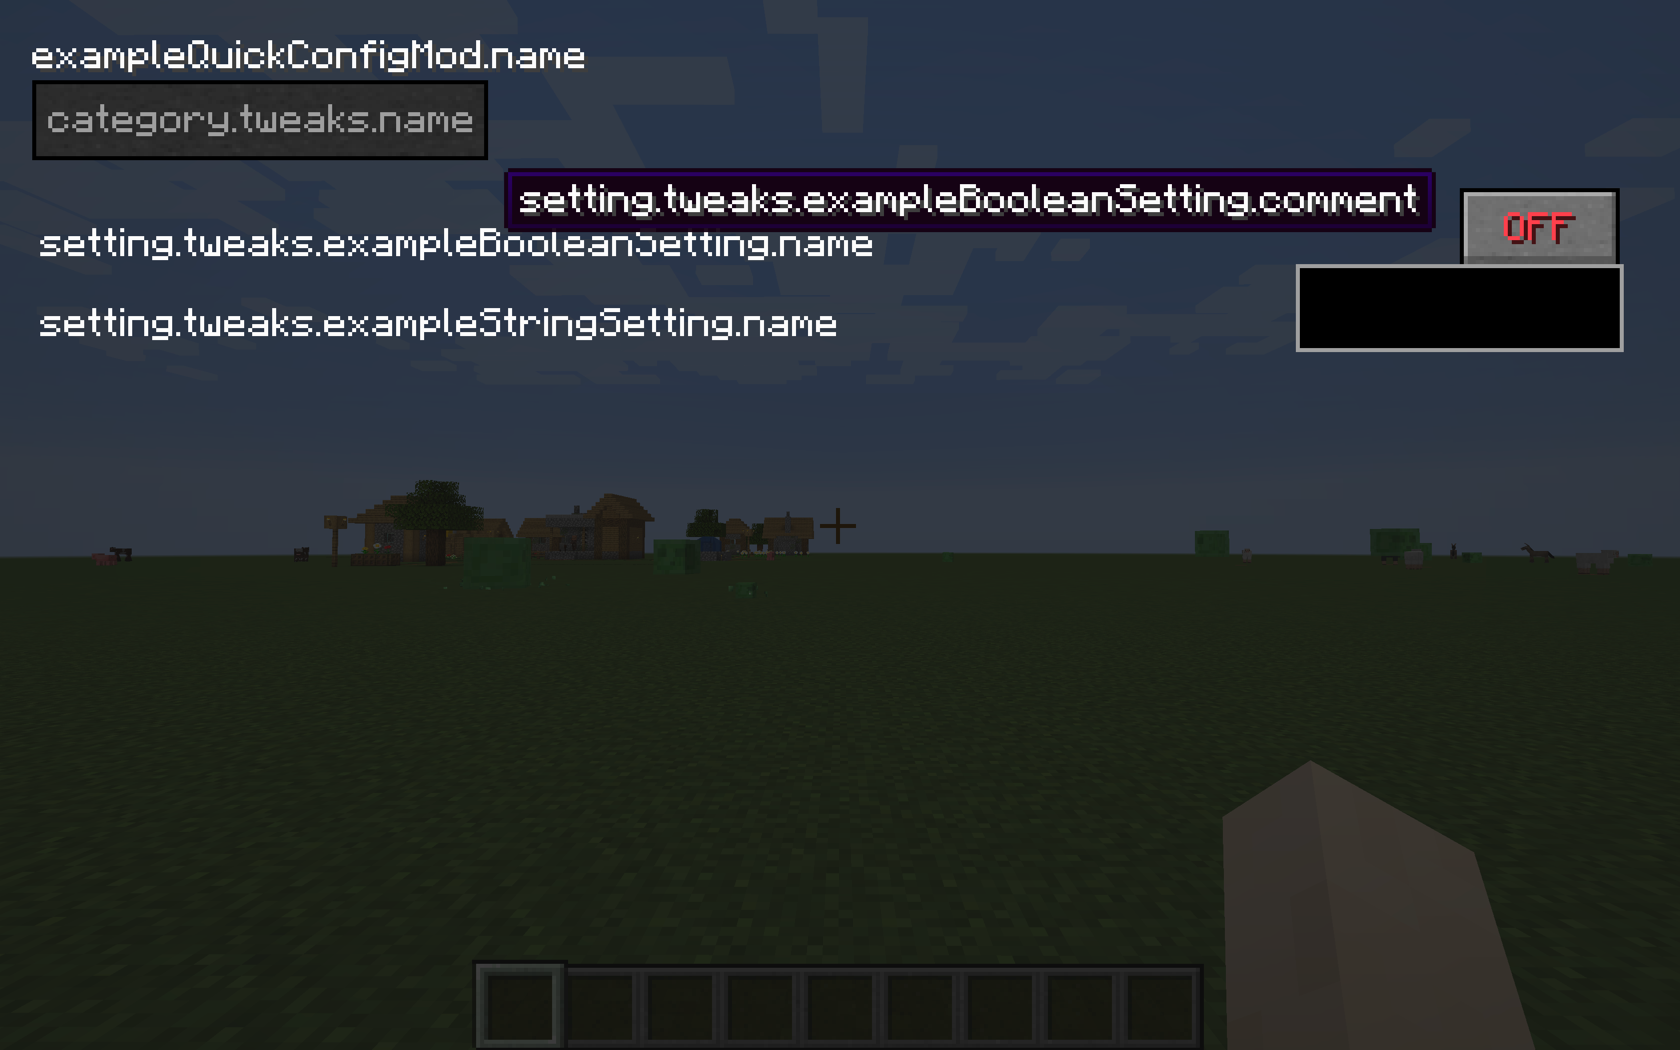 exampleQuickConfigMod.name
category.tweaks.name
setting.tweaks.exampleBooleanSetting.comment
OFF
setting.tweaks.exampleBooleanSetting.name
setting.tweaks.exampleStringSetting.name